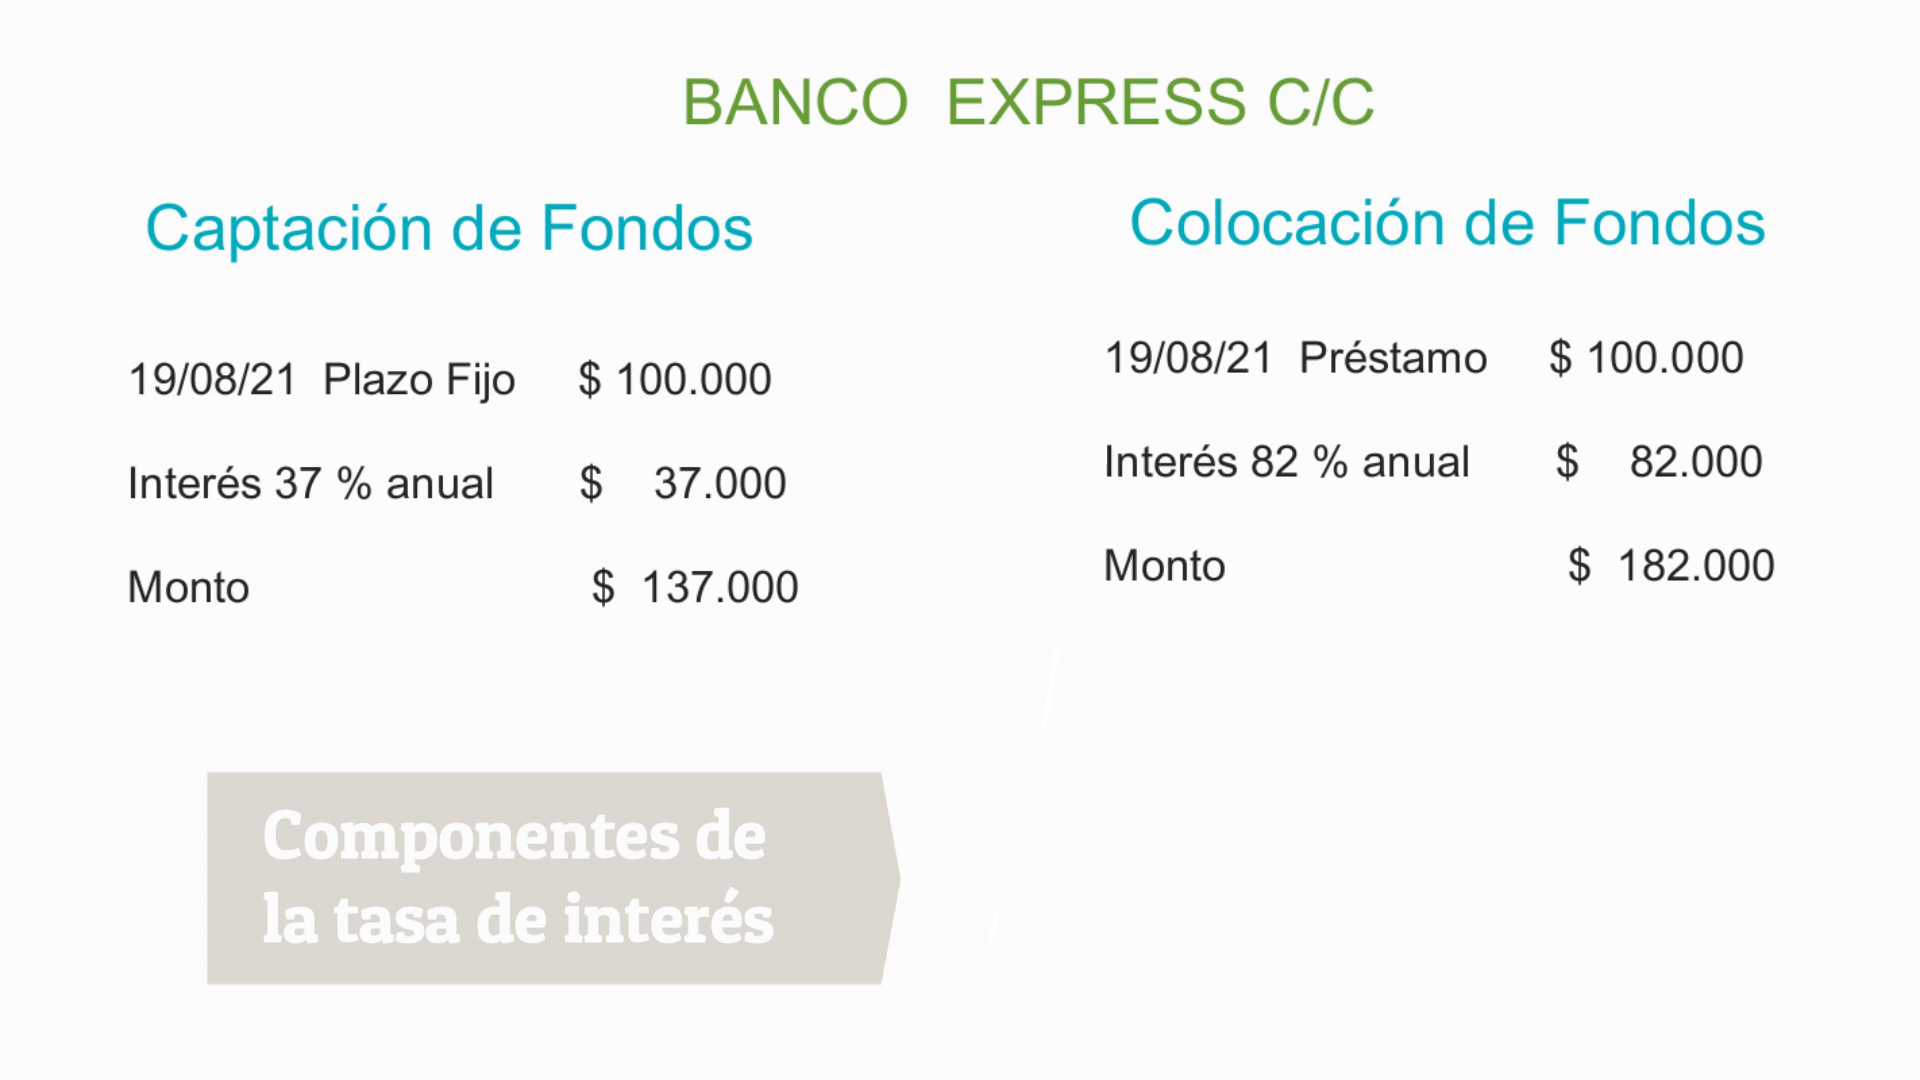 BANCO EXPRESS C/C
Captación de Fondos
19/08/21 Plazo Fijo $ 100.000
Interés 37 % anual $ 37.000
Monto $ 137.000
Colocación de Fondos
19/08/21 Préstamo $ 100.000
Interés 82 % anual $ 82.000
Monto $ 182.000
Componentes de
la tasa de interés